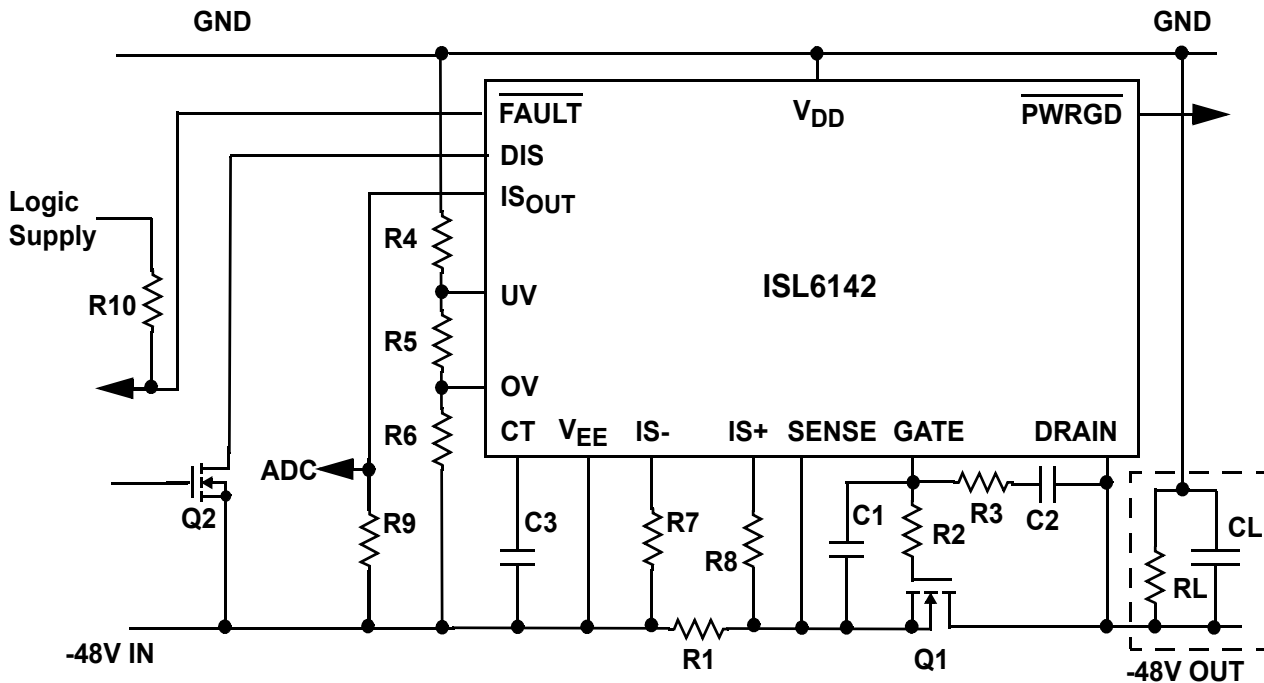 GND
GND
FAULT
VDD
PWRGD
DIS
ISOUT
Logic
Supply
R4
R10
UV
ISL6142
R5
OV
R6
CT
VEE
IS-
IS+
SENSE
GATE
DRAIN
ADC
Q2
R9
C3
R7
R8
C1
R2
R3
C2
CL
RL
-48V IN
R1
Q1
-48V OUT